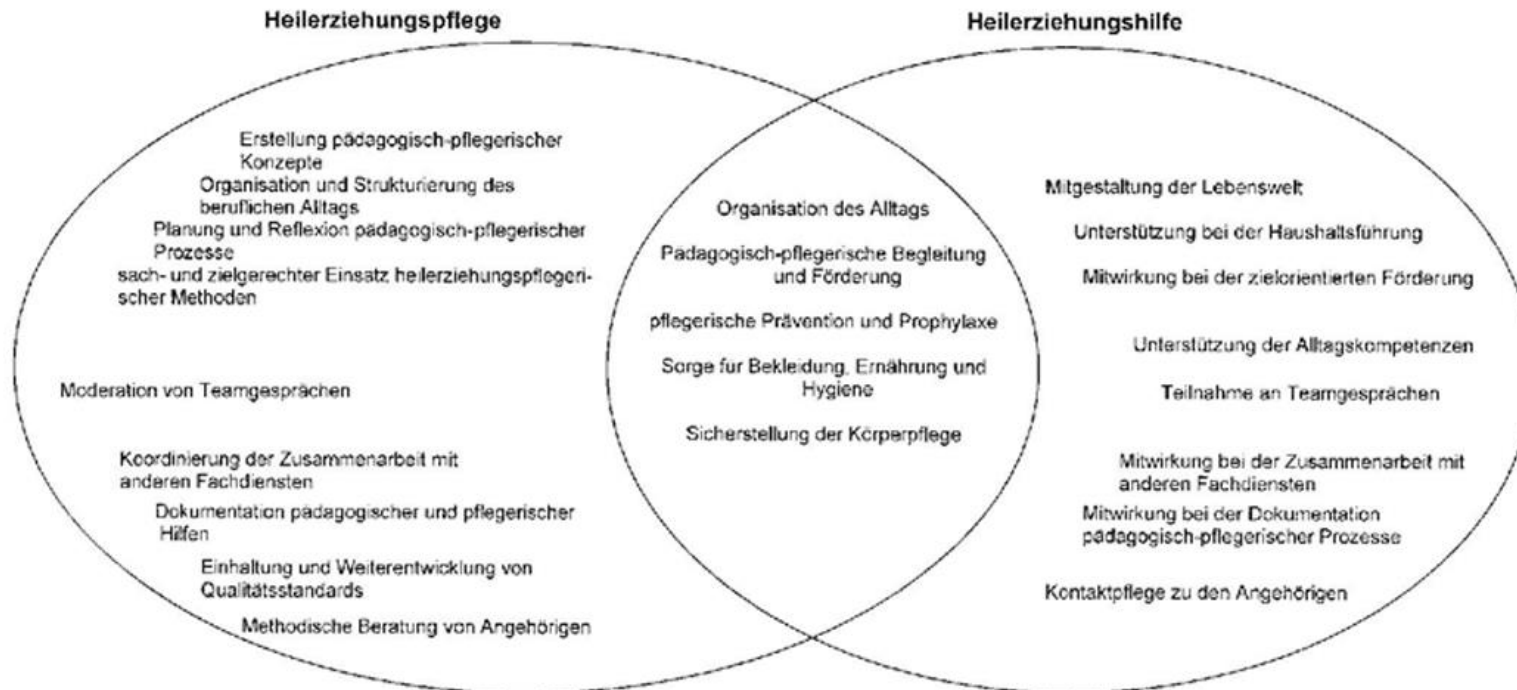 Heilerziehungspflege
Heilerziehungshilfe
Erstellung pädagogisch-pflegerischer
Konzepte
Organisation und Strukturierung des
beruflichen Alltags
Planung und Reflexion pädagogisch-pflegerischer
Prozesse
sach- und zielgerechter Einsatz heilerziehungspflegeri-
scher Methoden
Moderation von Teamgesprächen
Koordinierung der Zusammenarbeit mit
anderen Fachdiensten
Dokumentation pädagogischer und pflegerischer
Hilfen
Einhaltung und Weiterentwicklung von
Qualitätsstandards
Methodische Beratung von Angehörigen
Organisation des Alltags
Pädagogisch-pflegerische Begleitung
und Förderung
pflegerische Prävention und Prophylaxe
Sorge für Bekleidung, Ernährung und
Hygiene
Sicherstellung der Körperpflege
Mitgestaltung der Lebenswelt
Unterstützung bei der Haushaltsführung
Mitwirkung bei der zielorientierten Förderung
Unterstützung der Alltagskompetenzen
Teilnahme an Teamgesprächen
Mitwirkung bei der Zusammenarbeit mit
anderen Fachdiensten
Mitwirkung bei der Dokumentation
pädagogisch-pflegerischer Prozesse
Kontaktpflege zu den Angehörigen